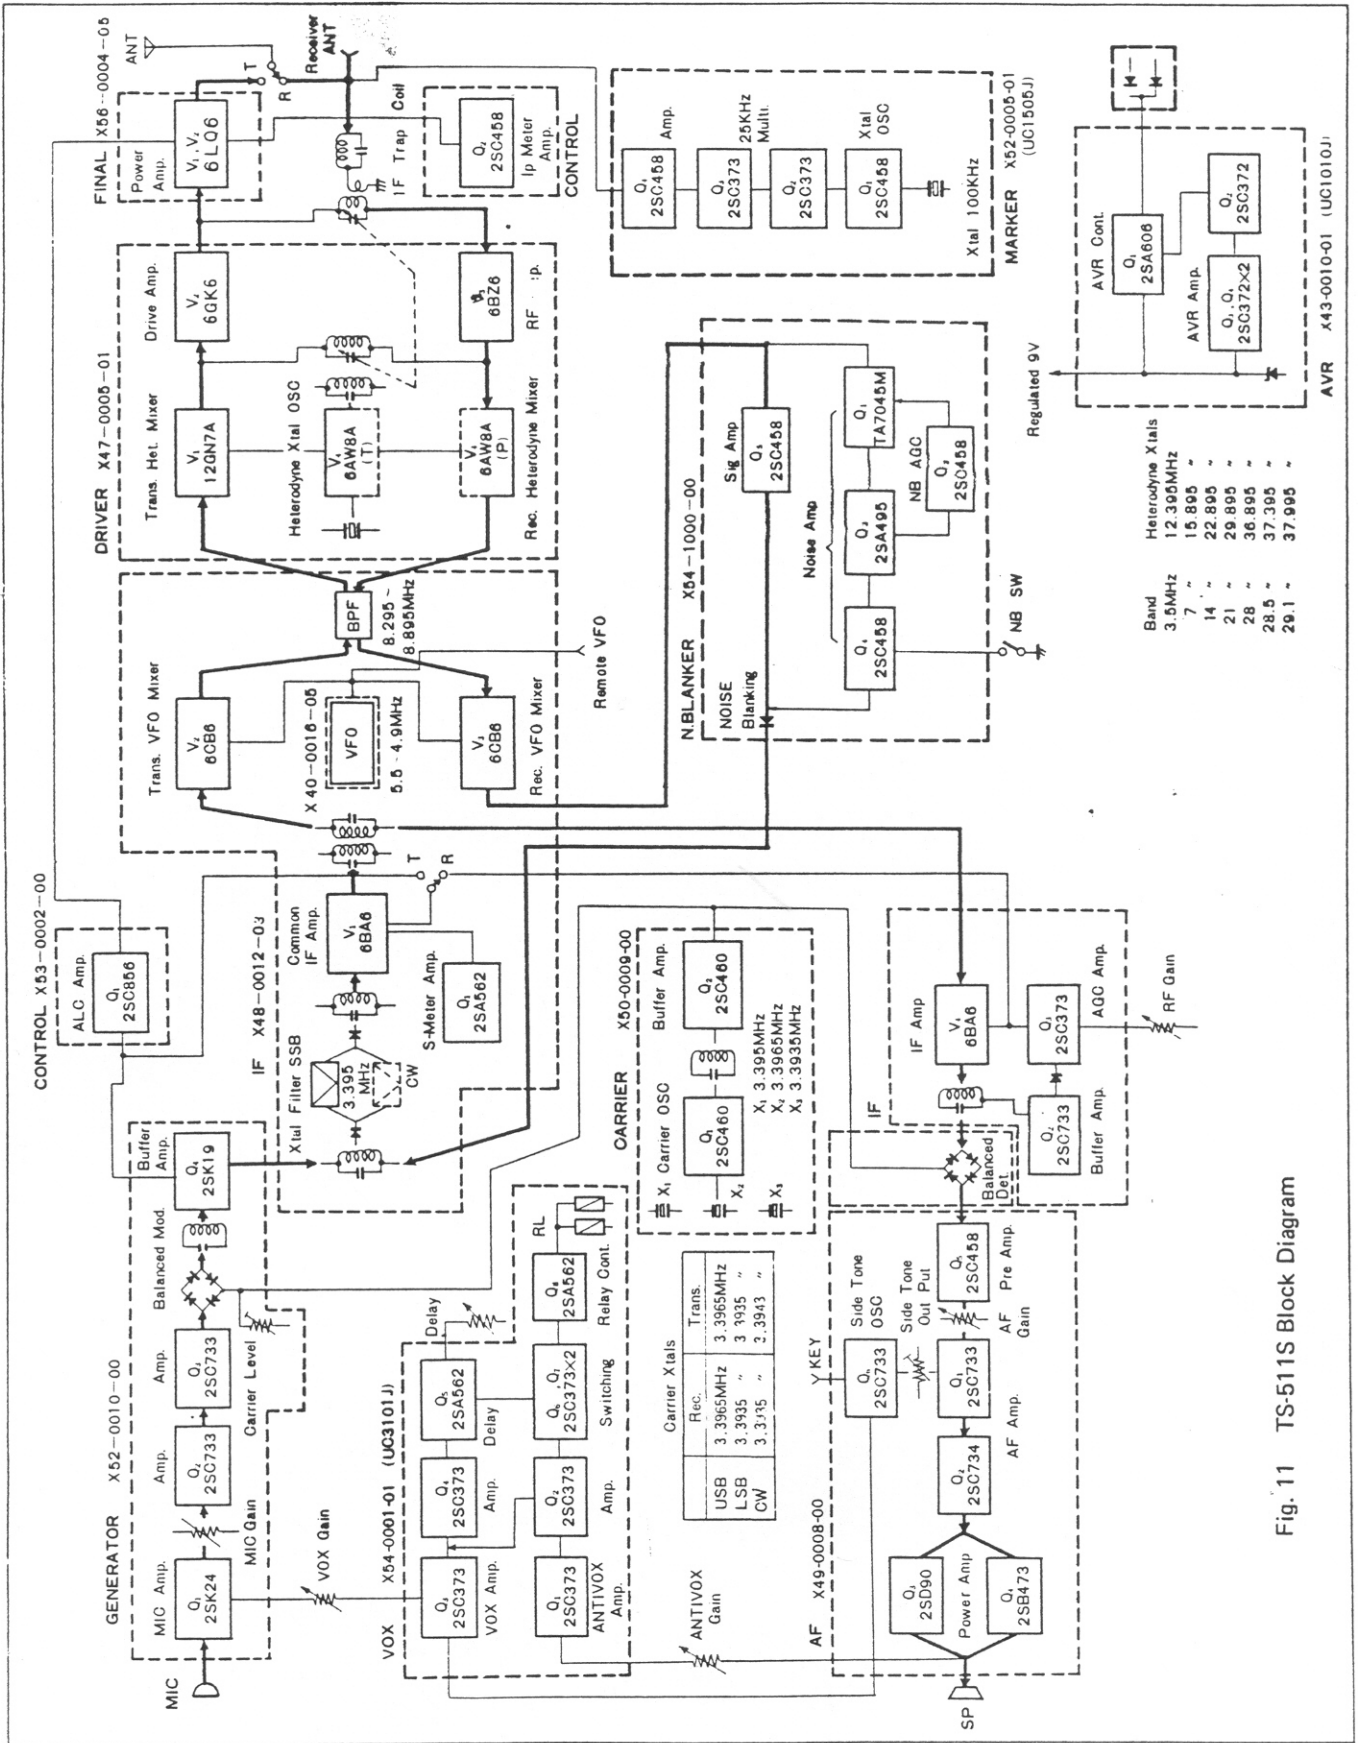 FINAL X56-0004-05
ANT
Power
Amp.
V₁, V₂
6LQ6
T
R
Receiver
ANT
IF Trap Coil
Q₂
2SC458
Ip Meter
Amp.
CONTROL
DRIVER X47-0005-01
Drive Amp.
V₂
6GK6
Trans. Het. Mixer
V₁
12GN7A
Heterodyne Xtal OSC
V₄
6AW8A
(T)
V₄
6AW8A
(P)
Rec. Heterodyne Mixer
6BZ6
RF
Q₁
2SC458
Amp.
Q₃
2SC373
25KHz
Multi.
Q₂
2SC373
Q₁
2SC458
Xtal
OSC
Xtal 100KHz
MARKER X52-0005-01
(UC1505J)
BPF
8.295 ~
8.895MHz
Trans. VFO Mixer
V₂
6CB6
X40-0016-05
VFO
5.5 - 4.9MHz
V₃
6CB6
Rec. VFO Mixer
Remote VFO
N.BLANKER X54-1000-00
NOISE
Blanking
Sig Amp
Q₅
2SC458
Noise Amp
Q₁
TA7045M
NB AGC
Q₃
2SC458
2SA495
2SC458
NB SW
AVR Cont.
Q₁
2SA606
Q₂
2SC372
AVR Amp.
2SC372×2
Regulated 9V
AVR X43-0010-01 (UC1010J)
Band Heterodyne Xtals
3.5MHz 12.395MHz
7 〃 15.895 〃
14 〃 22.895 〃
21 〃 29.895 〃
28 〃 36.895 〃
28.5 〃 37.395 〃
29.1 〃 37.995 〃
CONTROL X53-0002-00
ALC Amp.
Q₁
2SC856
IF X48-0012-03
Common
IF Amp.
V₁
6BA6
T
R
S-Meter Amp.
Q₁
2SA562
Xtal Filter SSB
3.395
MHz
CW
GENERATOR X52-0010-00
MIC
MIC Amp.
Q₁
2SK24
MIC Gain
Amp.
Q₂
2SC733
Amp.
Q₃
2SC733
Carrier Level
Balanced Mod.
Buffer
Amp.
Q₄
2SK19
VOX Gain
VOX X54-0001-01 (UC3101J)
2SC373
VOX Amp.
Q₄
2SC373
Amp.
Q₅
2SA562
Delay
Delay
2SC373
ANTIVOX
Amp.
Q₂
2SC373
Amp.
Q₆, Q₇
2SC373×2
Switching
Q₈
2SA562
Relay Cont.
RL
ANTIVOX
Gain
CARRIER X50-0009-00
X₁ Carrier OSC
Q₁
2SC460
X₂
X₃
Buffer Amp.
Q₂
2SC460
X₁ 3.395MHz
X₂ 3.3965MHz
X₃ 3.3935MHz
Carrier Xtals
Rec. Trans.
USB 3.3965MHz 3.3965MHz
LSB 3.3935 〃 3.3935 〃
CW 〃 〃
IF
IF Amp
V₁
6BA6
2SC373
AGC Amp.
RF Gain
Q₂
2SC733
Buffer Amp.
Balanced
Det.
AF X49-0008-00
KEY
Side Tone
OSC
2SC733
Side Tone
Out Put
Q₅
2SC458
Pre Amp.
AF
Gain
Q₁
2SC733
AF Amp.
Q₂
2SC734
Q₃
2SD90
Power Amp
Q₄
2SB473
SP
Fig. 11 TS-511S Block Diagram